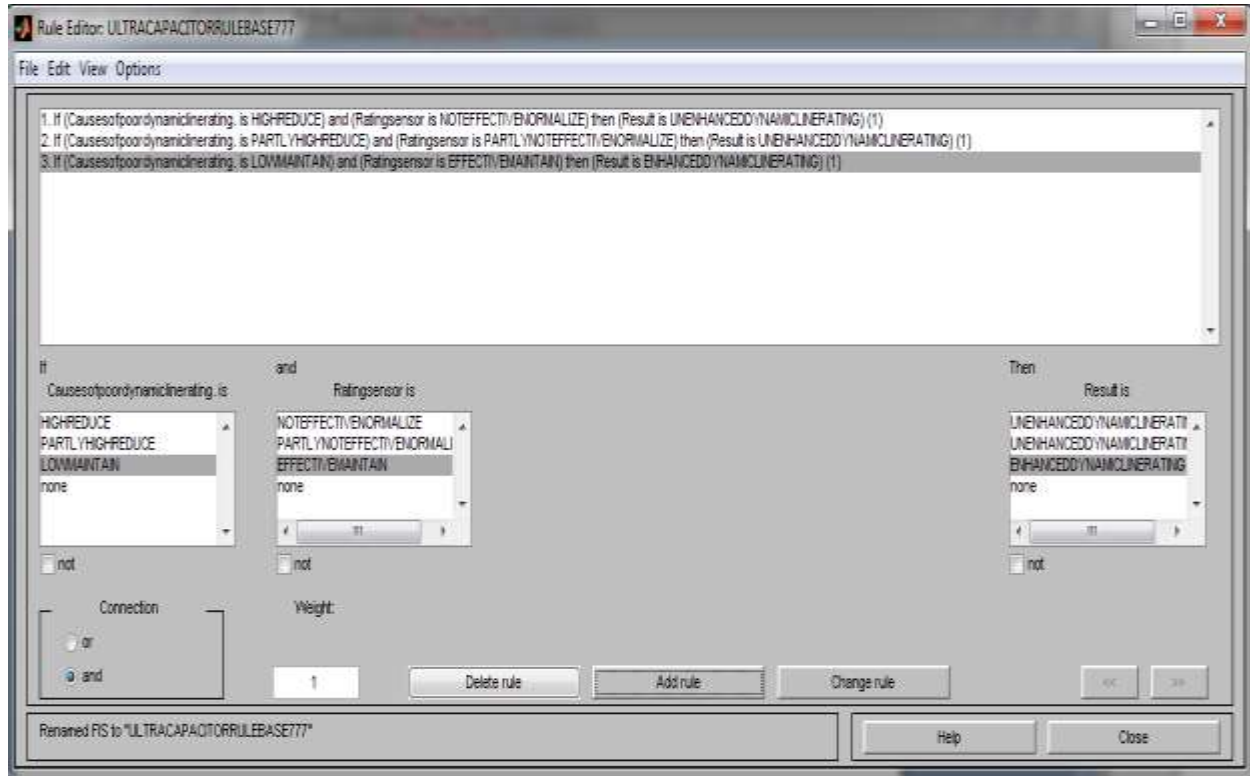 Rule Editor: ULTRACAPACITORRULEBASE777
File Edit View Options
1. If (Causesofpoordynamiclinerating. is HIGHREDUCE) and (Ratingsensor is NOTEFFECTIVENORMALIZE) then (Result is UNENHANCEDDYNAMICLINERATING) (1)
2. If (Causesofpoordynamiclinerating. is PARTLYHIGHREDUCE) and (Ratingsensor is PARTLYNOTEFFECTIVENORMALIZE) then (Result is UNENHANCEDDYNAMICLINERATING) (1)
3. If (Causesofpoordynamiclinerating. is LOWMAINTAIN) and (Ratingsensor is EFFECTIVEMAINTAIN) then (Result is ENHANCEDDYNAMICLINERATING) (1)
If and Then
Causesofpoordynamiclinerating. is Ratingsensor is Result is
HIGHREDUCE NOTEFFECTIVENORMALIZE UNENHANCEDDYNAMICLINERATIN
PARTLYHIGHREDUCE PARTLYNOTEFFECTIVENORMALI UNENHANCEDDYNAMICLINERATIN
LOWMAINTAIN EFFECTIVEMAINTAIN ENHANCEDDYNAMICLINERATING
none none none
not not not
Connection Weight:
or
and 1 Delete rule Add rule Change rule << >>
Renamed FIS to "ULTRACAPACITORRULEBASE777" Help Close